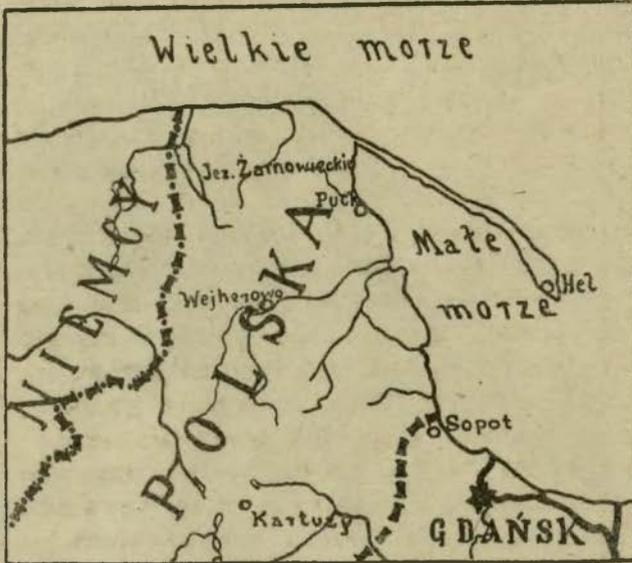 Wielkie morze
Jez. Żarnowieckie
Puck
NIEMCY
POLSKA
Małe
morze
Hel
Wejherowo
Sopot
Kartuzy
GDAŃSK